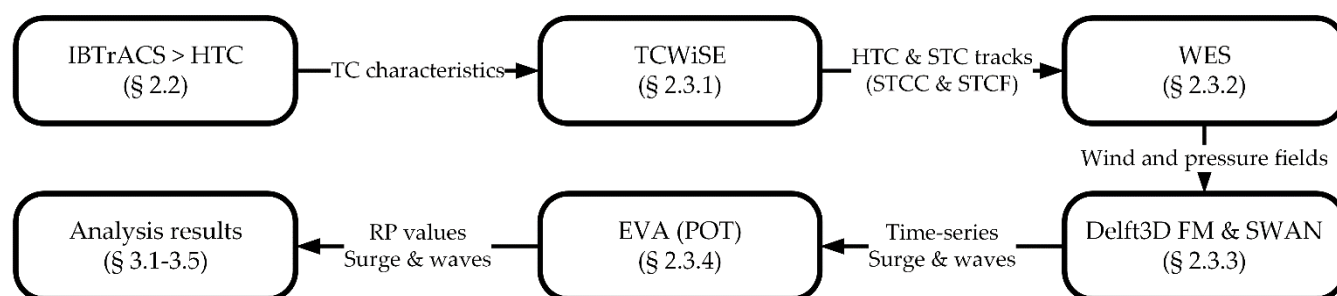 IBTrACS > HTC
(§ 2.2)
TC characteristics
TCWiSE
(§ 2.3.1)
HTC & STC tracks
(STCC & STCF)
WES
(§ 2.3.2)
Wind and pressure fields
Delft3D FM & SWAN
(§ 2.3.3)
Time-series
Surge & waves
EVA (POT)
(§ 2.3.4)
RP values
Surge & waves
Analysis results
(§ 3.1-3.5)